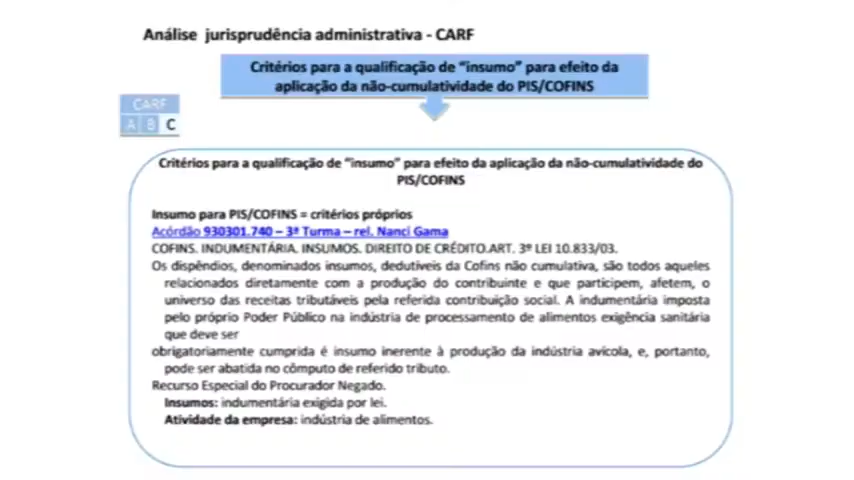 Análise jurisprudência administrativa - CARF
Critérios para a qualificação de "insumo" para efeito da
aplicação da não-cumulatividade do PIS/COFINS
CARF
A B C
Critérios para a qualificação de "insumo" para efeito da aplicação da não-cumulatividade do
PIS/COFINS
Insumo para PIS/COFINS = critérios próprios
Acórdão 930301.740 – 3ª Turma – rel. Nanci Gama
COFINS. INDUMENTÁRIA. INSUMOS. DIREITO DE CRÉDITO.ART. 3º LEI 10.833/03.
Os dispêndios, denominados insumos, dedutíveis da Cofins não cumulativa, são todos aqueles
relacionados diretamente com a produção do contribuinte e que participem, afetem, o
universo das receitas tributáveis pela referida contribuição social. A indumentária imposta
pelo próprio Poder Público na indústria de processamento de alimentos exigência sanitária
que deve ser
obrigatoriamente cumprida é insumo inerente à produção da indústria avícola, e, portanto,
pode ser abatida no cômputo de referido tributo.
Recurso Especial do Procurador Negado.
Insumos: indumentária exigida por lei.
Atividade da empresa: indústria de alimentos.